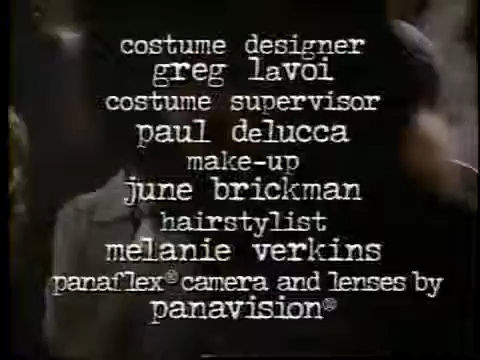 costume designer
greg lavoi
costume supervisor
paul delucca
make-up
june brickman
hairstylist
melanie verkins
panaflex® camera and lenses by
panavision®